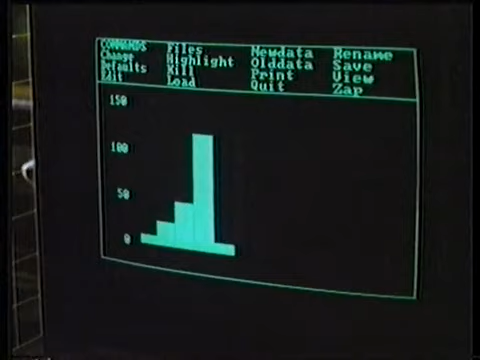 COMMANDS Files Newdata Rename
Change Highlight Olddata Save
Defaults Kill Print View
Edit Load Quit Zap
150
100
50
0